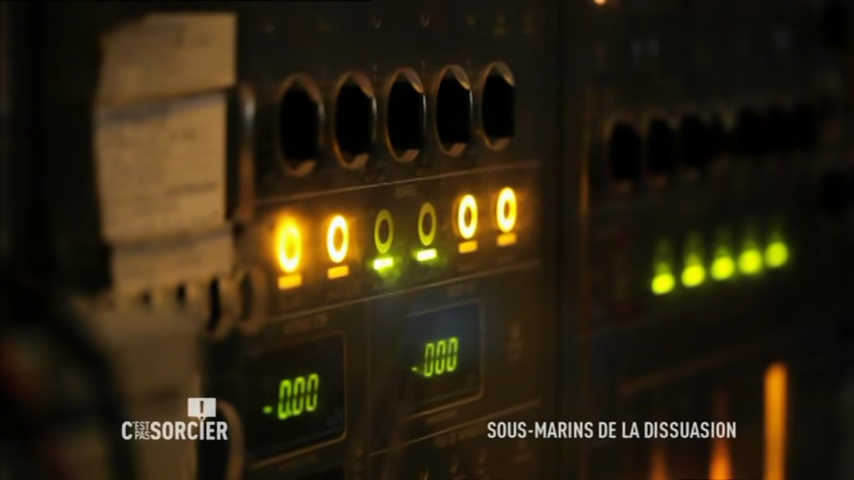 -0.00
-.000
C'EST PAS SORCIER
SOUS-MARINS DE LA DISSUASION